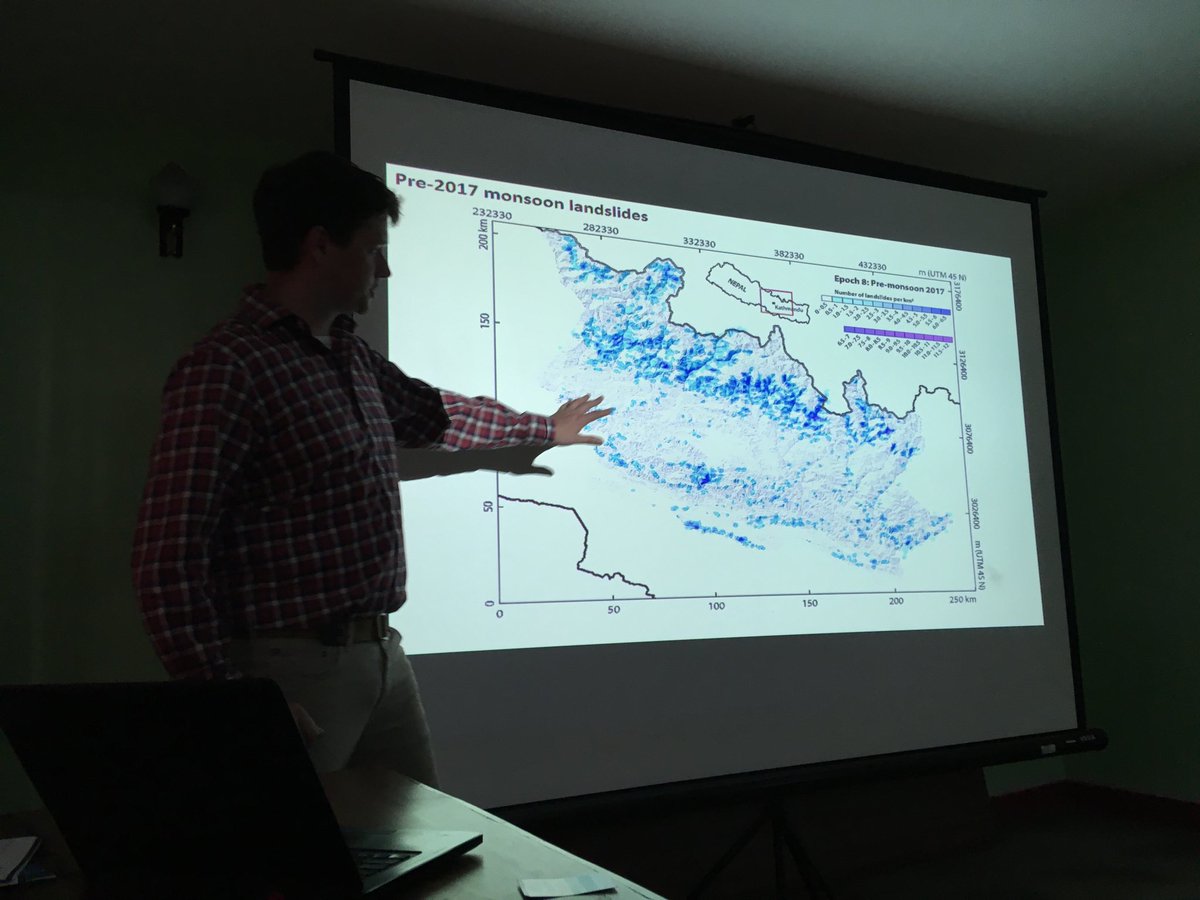 Pre-2017 monsoon landslides
232330
282330
332330
382330
432330
m (UTM 45 N)
200 km
150
50
0
3176400
3126400
3076400
3026400
m (UTM 45 N)
NEPAL
Kathmandu
Epoch 8: Pre-monsoon 2017
Number of landslides per km²
0
50
100
150
200
250 km